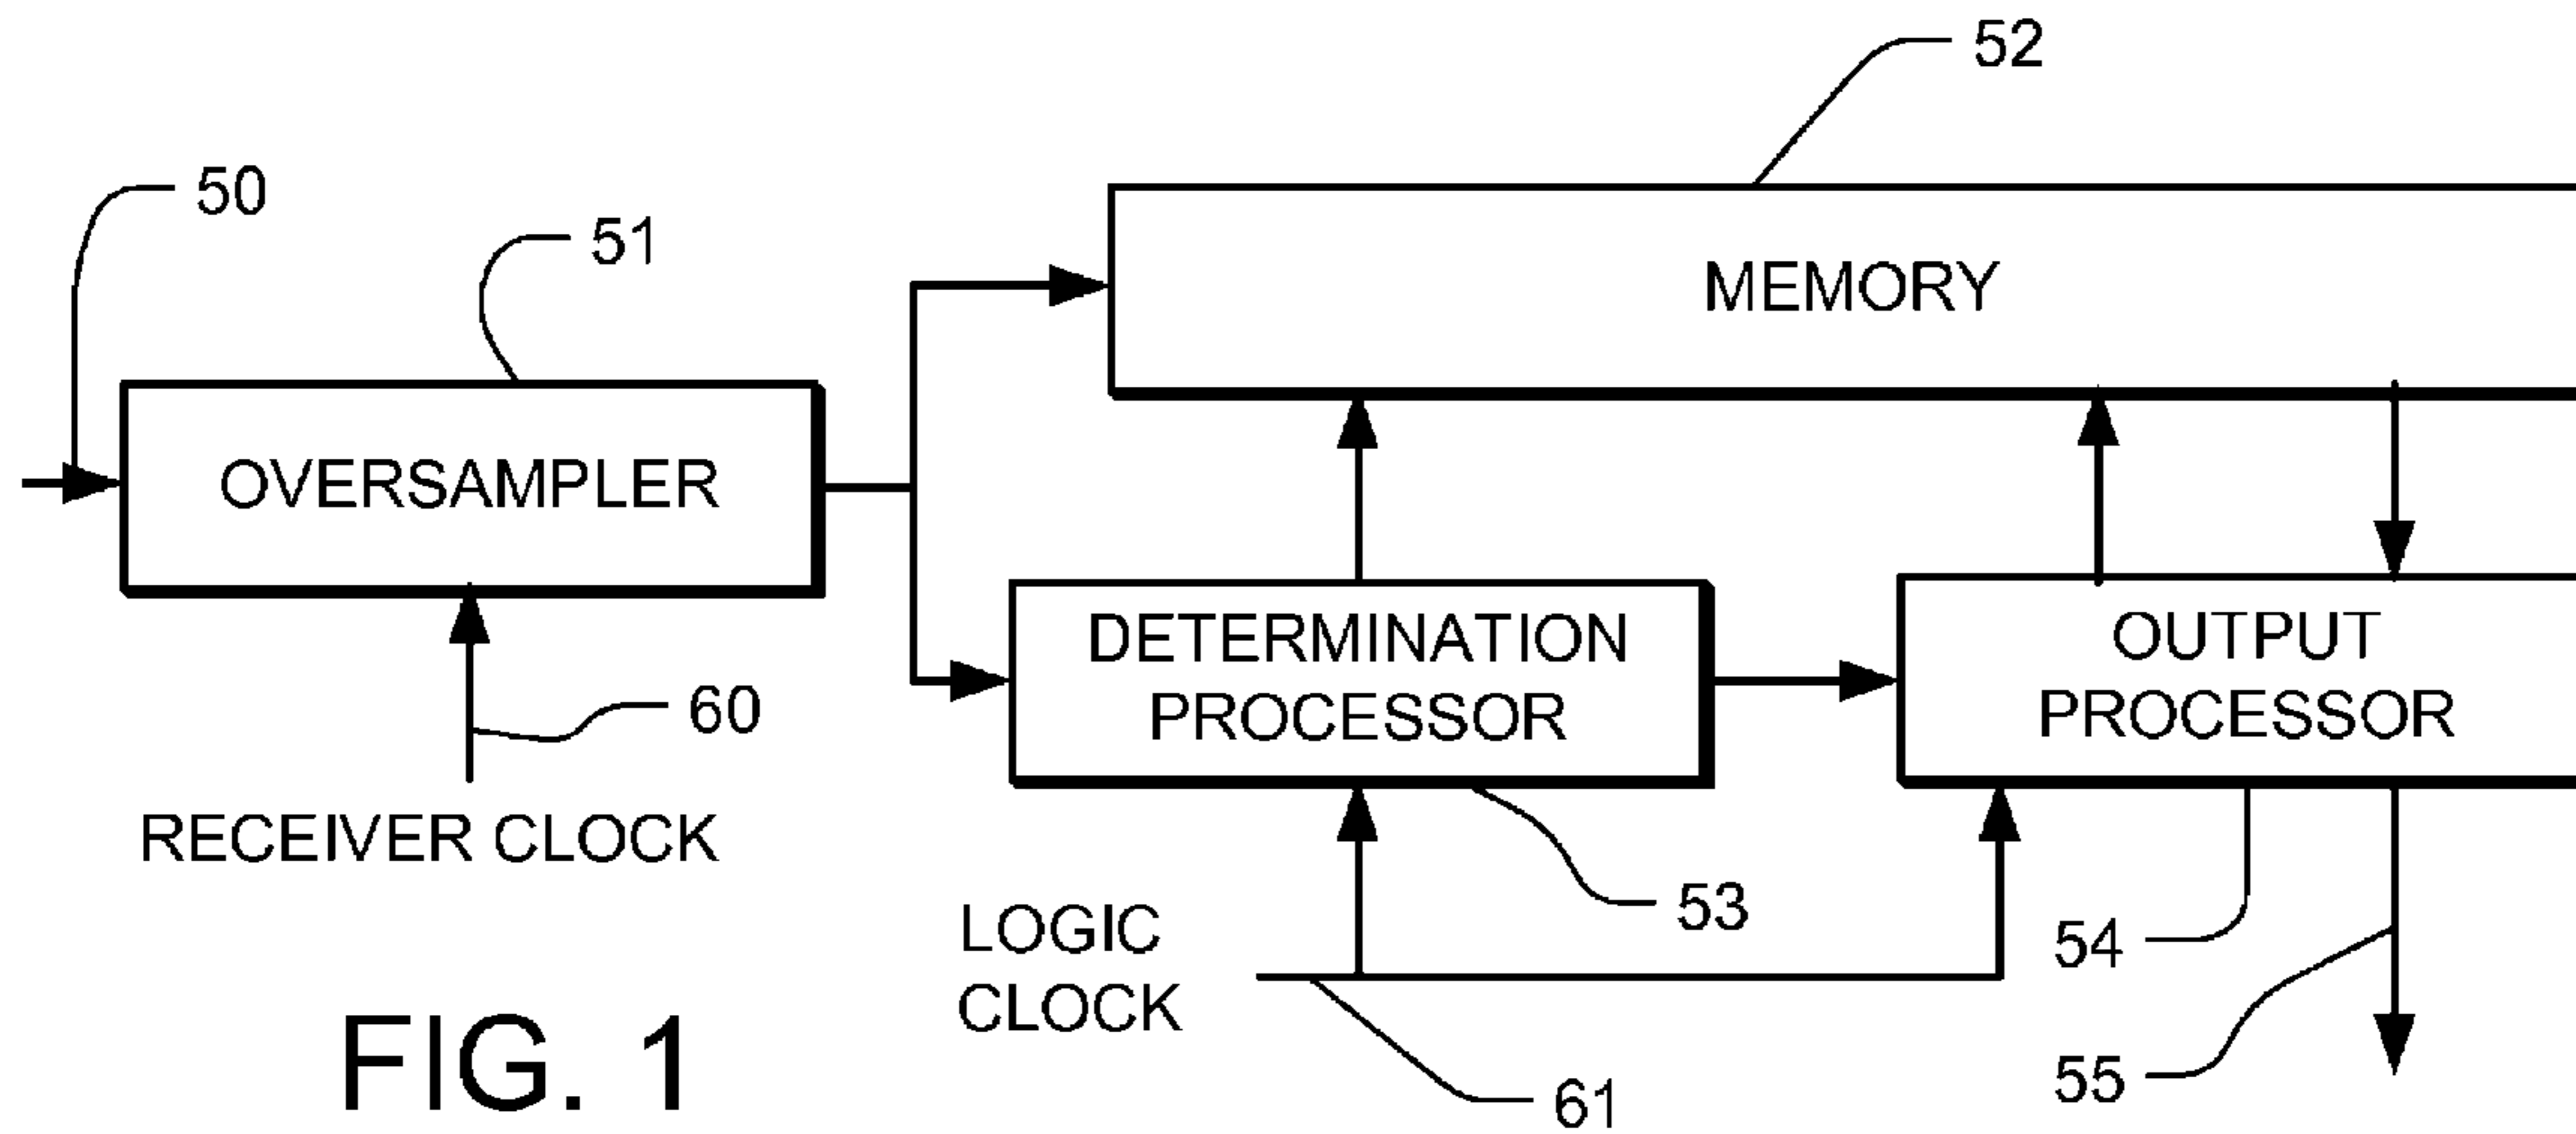 52
50
51
MEMORY
OVERSAMPLER
DETERMINATION
PROCESSOR
OUTPUT
PROCESSOR
60
RECEIVER CLOCK
53
LOGIC
CLOCK
54
55
61
FIG. 1